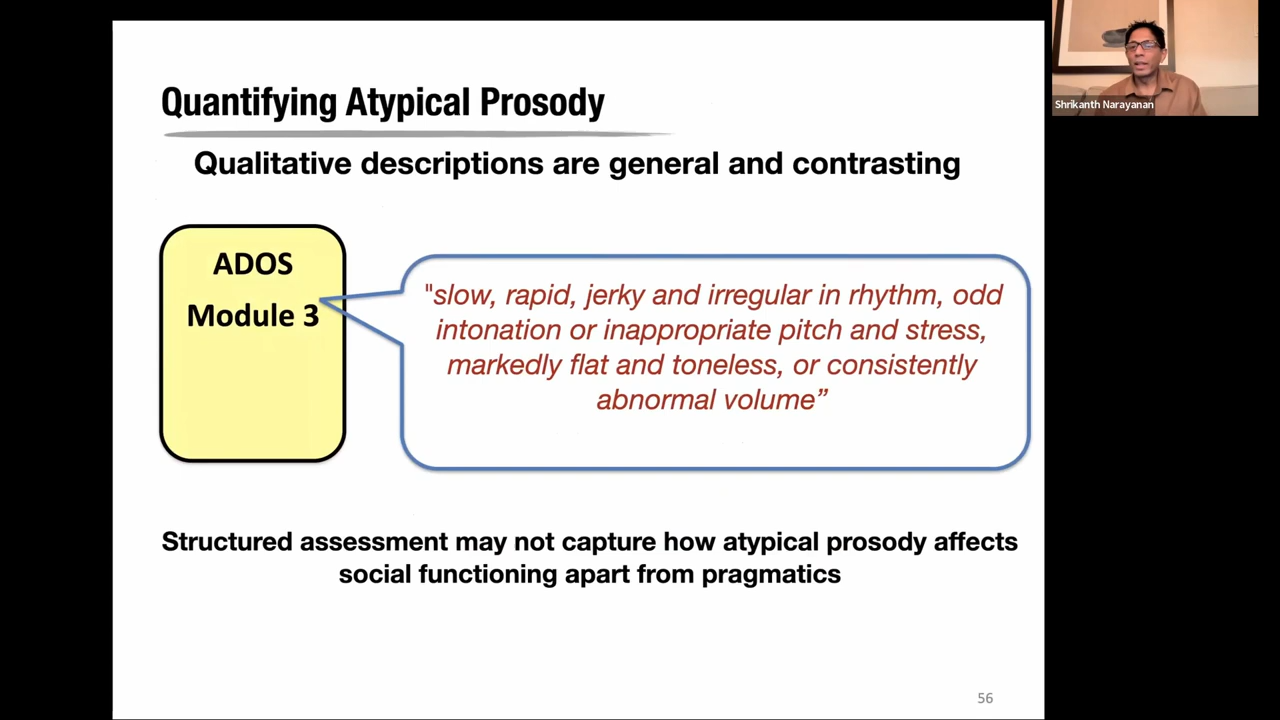 Quantifying Atypical Prosody
Qualitative descriptions are general and contrasting
ADOS
Module 3
"slow, rapid, jerky and irregular in rhythm, odd
intonation or inappropriate pitch and stress,
markedly flat and toneless, or consistently
abnormal volume”
Structured assessment may not capture how atypical prosody affects
social functioning apart from pragmatics
56
Shrikanth Narayanan